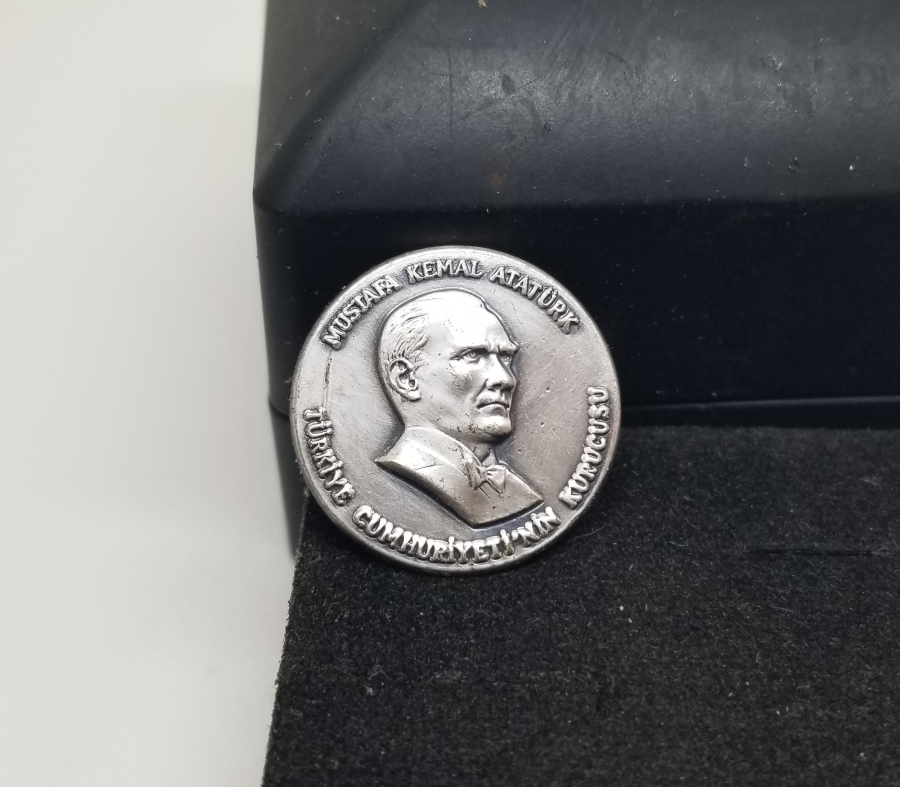 MUSTAFA KEMAL ATATÜRK
TÜRKİYE CUMHURİYETİ'NİN KURUCUSU